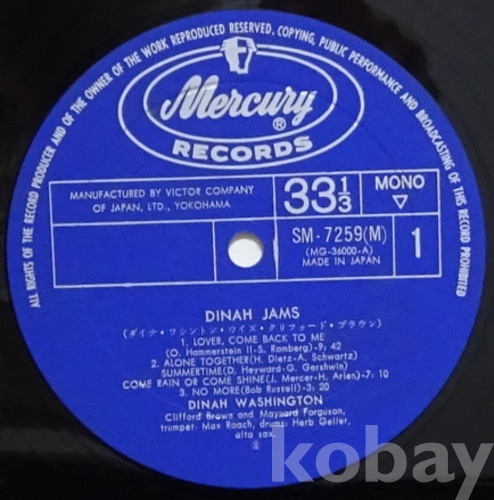 ALL RIGHTS OF THE RECORD PRODUCER AND OF THE OWNER OF THE WORK REPRODUCED RESERVED. COPYING, PUBLIC PERFORMANCE AND BROADCASTING OF THIS RECORD PROHIBITED
Mercury®
RECORDS
MANUFACTURED BY VICTOR COMPANY
OF JAPAN, LTD., YOKOHAMA
33 1/3
MONO
▽
SM-7259(M)
(MG-36000-A)
MADE IN JAPAN
1
DINAH JAMS
(ダイナ・ワシントン・ウイズ・クリフォード・ブラウン)
1. LOVER, COME BACK TO ME
(O. Hammerstein II-S. Romberg)-9:42
2. ALONE TOGETHER(H. Dietz-A. Schwartz)
SUMMERTIME(D. Heyward-G. Gershwin)
COME RAIN OR COME SHINE(J. Mercer-H. Arlen)-7:10
3. NO MORE(Bob Russell)-3:20
DINAH WASHINGTON
Clifford Brown and Maynard Ferguson,
trumpet: Max Roach, drums: Herb Geller,
alto sax.
kobay